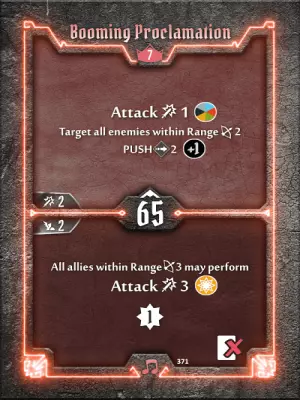 Booming Proclamation
7
Attack 1
Target all enemies within Range 2
PUSH 2 +1
2
65
2
All allies within Range 3 may perform
Attack 3
1
371